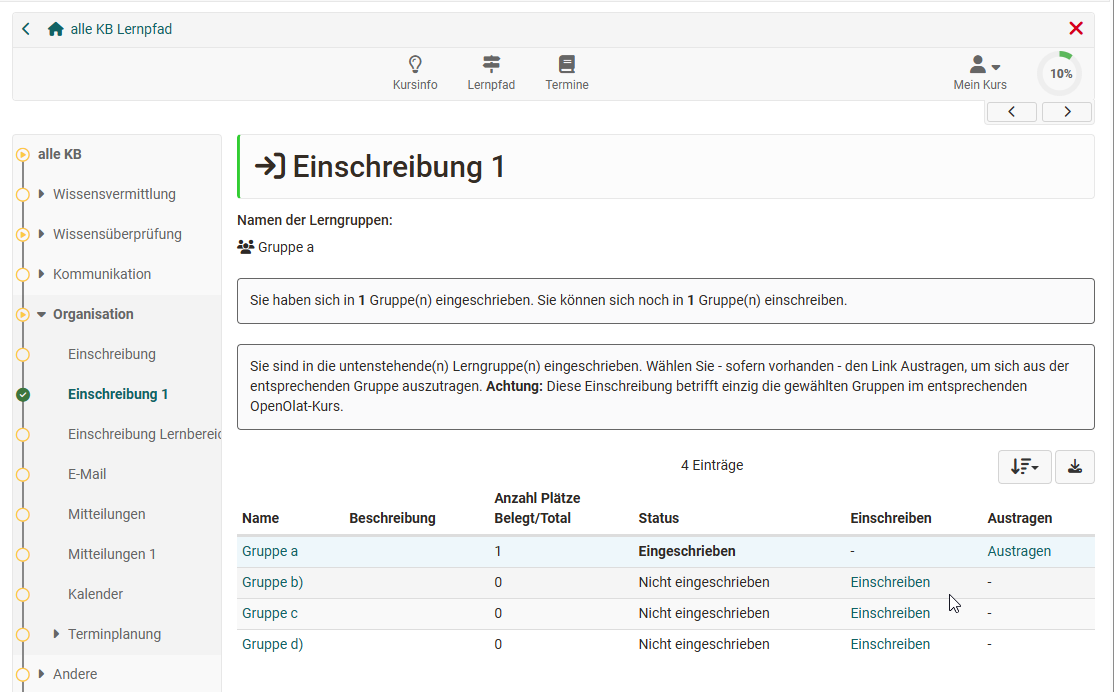 alle KB Lernpfad
Kursinfo
Lernpfad
Termine
Mein Kurs
10%
alle KB
Wissensvermittlung
Wissensüberprüfung
Kommunikation
Organisation
Einschreibung
Einschreibung 1
Einschreibung Lernbereic
E-Mail
Mitteilungen
Mitteilungen 1
Kalender
Terminplanung
Andere
Einschreibung 1
Namen der Lerngruppen:
Gruppe a
Sie haben sich in 1 Gruppe(n) eingeschrieben. Sie können sich noch in 1 Gruppe(n) einschreiben.
Sie sind in die untenstehende(n) Lerngruppe(n) eingeschrieben. Wählen Sie - sofern vorhanden - den Link Austragen, um sich aus der
entsprechenden Gruppe auszutragen. Achtung: Diese Einschreibung betrifft einzig die gewählten Gruppen im entsprechenden
OpenOlat-Kurs.
4 Einträge
Anzahl Plätze
Name Beschreibung Belegt/Total Status Einschreiben Austragen
Gruppe a 1 Eingeschrieben - Austragen
Gruppe b) 0 Nicht eingeschrieben Einschreiben -
Gruppe c 0 Nicht eingeschrieben Einschreiben -
Gruppe d) 0 Nicht eingeschrieben Einschreiben -